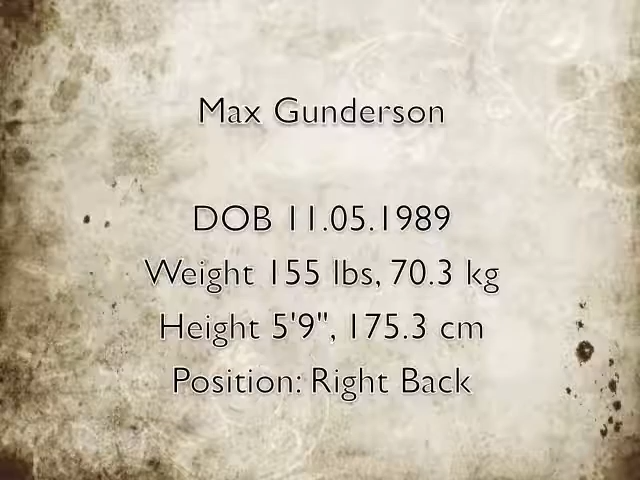 Max Gunderson
DOB 11.05.1989
Weight 155 lbs, 70.3 kg
Height 5'9", 175.3 cm
Position: Right Back